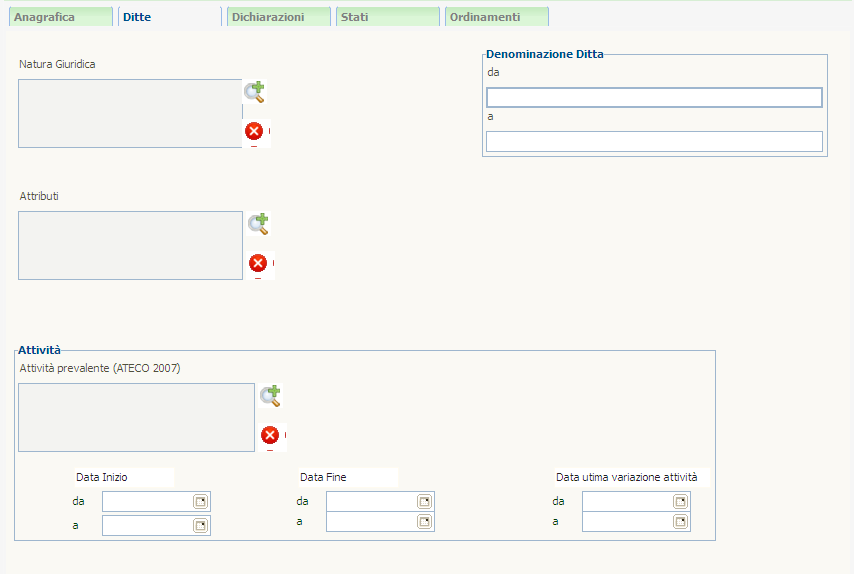 Anagrafica Ditte Dichiarazioni Stati Ordinamenti
Natura Giuridica
Denominazione Ditta
da
a
Attributi
Attività
Attività prevalente (ATECO 2007)
Data Inizio Data Fine Data utima variazione attività
da da da
a a a